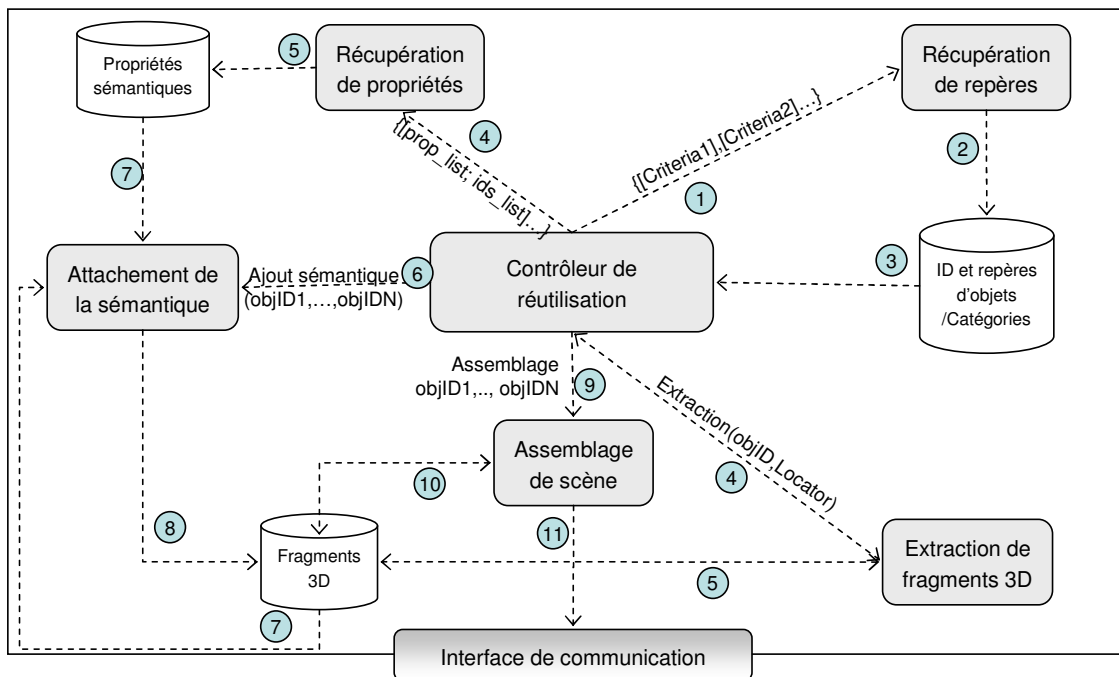 Propriétés
sémantiques
5
Récupération
de propriétés
Récupération
de repères
4
{[prop_list; ids_list]…}
{[Criteria1],[Criteria2]…}
1
2
7
Attachement de
la sémantique
Ajout sémantique
(objID1,…,objIDN)
6
Contrôleur de
réutilisation
3
ID et repères
d'objets
/Catégories
Assemblage
objID1,.., objIDN
9
Extraction(objID,Locator)
4
Assemblage
de scène
10
11
8
Fragments
3D
5
Extraction de
fragments 3D
7
Interface de communication